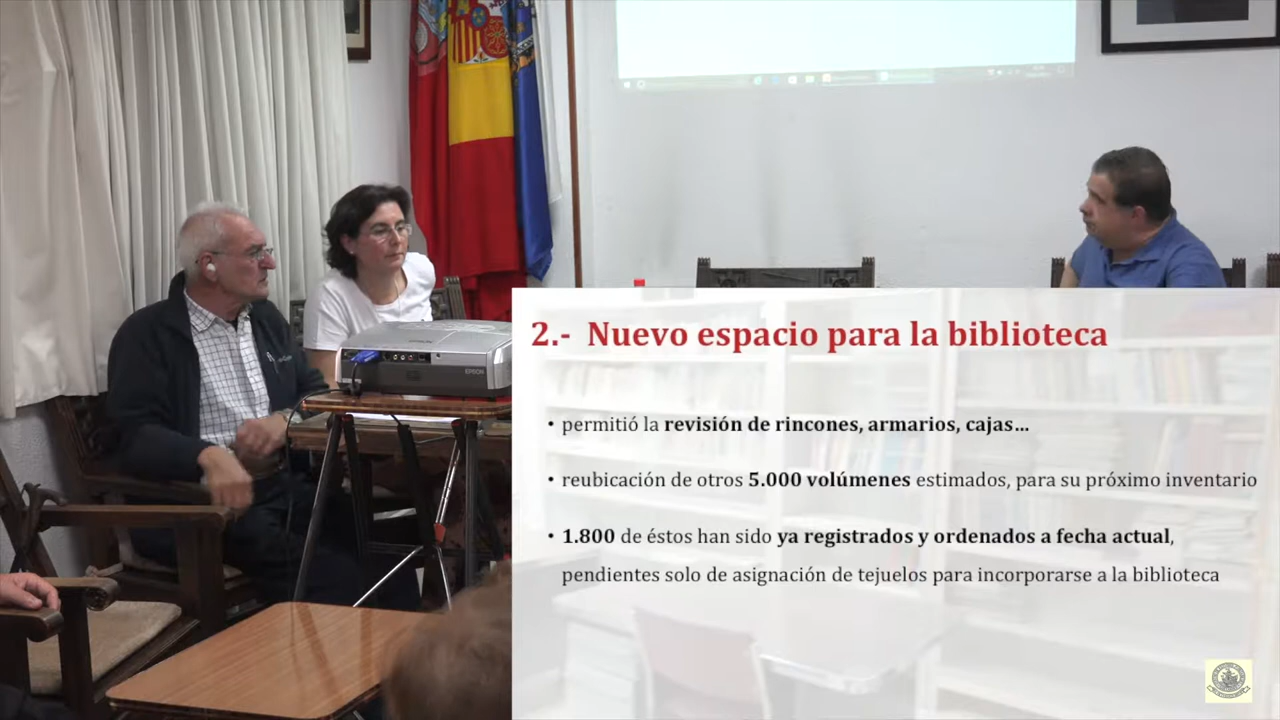 EPSON
2.- Nuevo espacio para la biblioteca
• permitió la revisión de rincones, armarios, cajas...
• reubicación de otros 5.000 volúmenes estimados, para su próximo inventario
• 1.800 de éstos han sido ya registrados y ordenados a fecha actual,
pendientes solo de asignación de tejuelos para incorporarse a la biblioteca